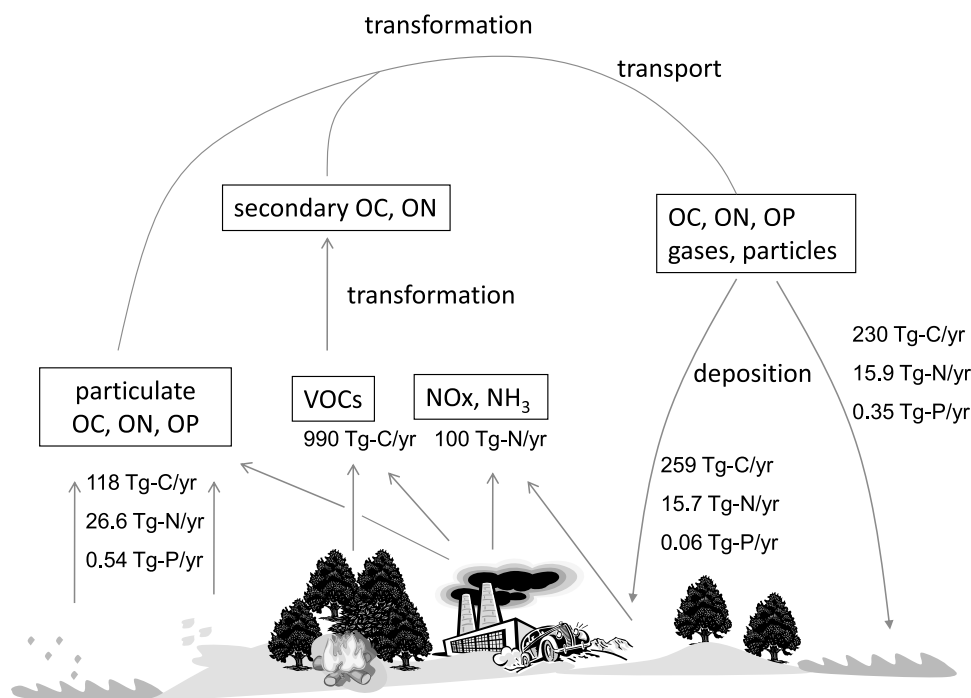 transformation
transport
secondary OC, ON
OC, ON, OP
gases, particles
transformation
particulate
OC, ON, OP
VOCs
NOx, NH₃
990 Tg-C/yr
100 Tg-N/yr
118 Tg-C/yr
26.6 Tg-N/yr
0.54 Tg-P/yr
deposition
230 Tg-C/yr
15.9 Tg-N/yr
0.35 Tg-P/yr
259 Tg-C/yr
15.7 Tg-N/yr
0.06 Tg-P/yr